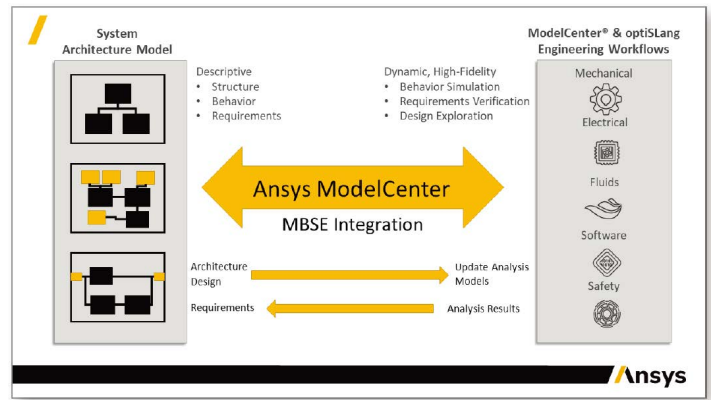 System
Architecture Model
Descriptive
• Structure
• Behavior
• Requirements
Dynamic, High-Fidelity
• Behavior Simulation
• Requirements Verification
• Design Exploration
ModelCenter® & optiSLang
Engineering Workflows
Mechanical
Electrical
Fluids
Software
Safety
Ansys ModelCenter
MBSE Integration
Architecture
Design
Update Analysis
Models
Requirements
Analysis Results
Ansys